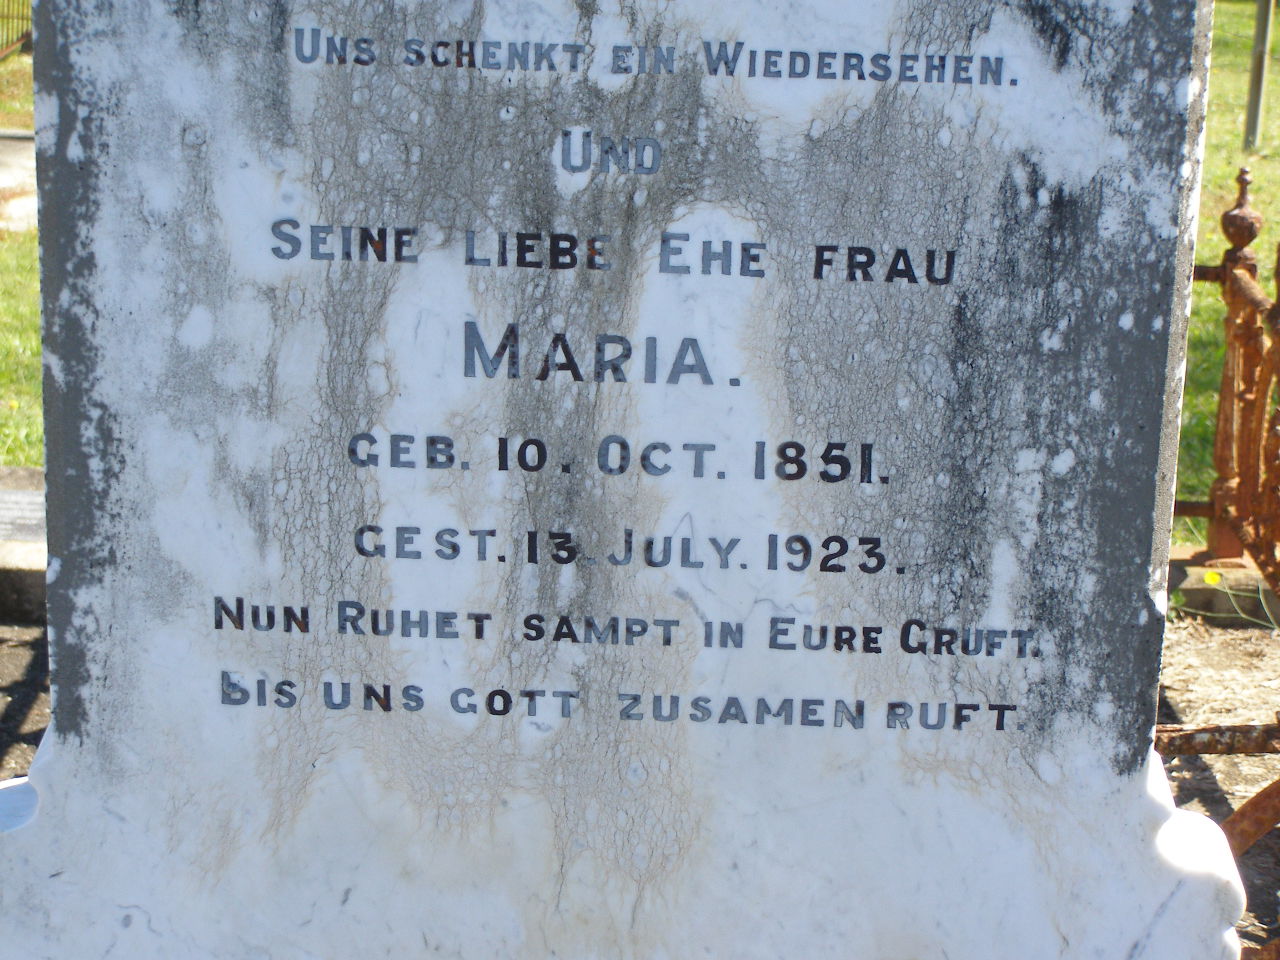 UNS SCHENKT EIN WIEDERSEHEN.
UND
SEINE LIEBE EHE FRAU
MARIA.
GEB. 10. OCT. 1851.
GEST. 13. JULY. 1923.
NUN RUHET SAMPT IN EURE GRUFT.
BIS UNS GOTT ZUSAMEN RUFT.